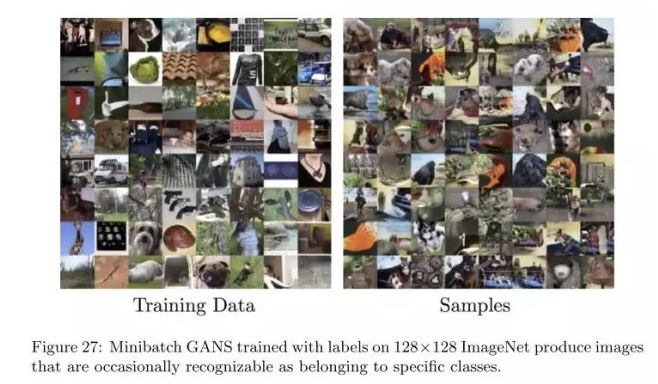 Training Data
Samples
Figure 27: Minibatch GANS trained with labels on 128×128 ImageNet produce images
that are occasionally recognizable as belonging to specific classes.